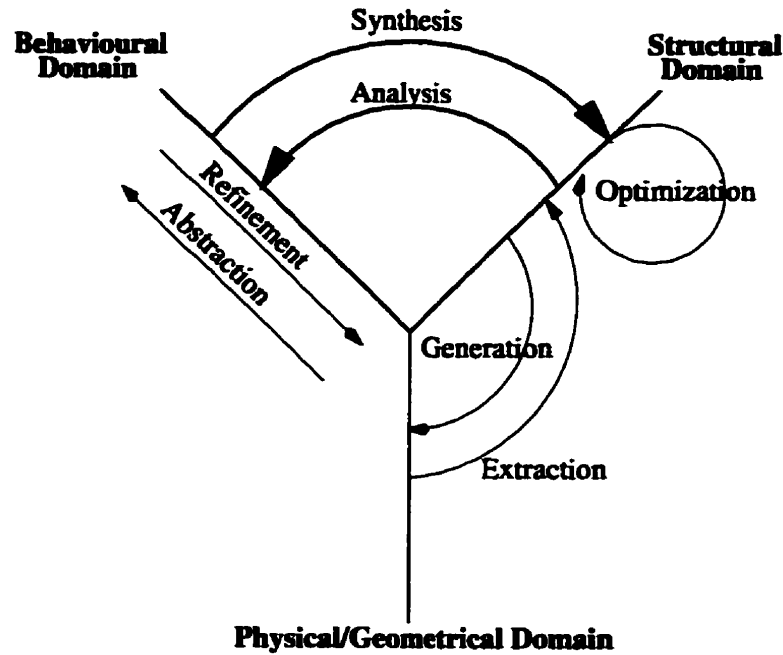 Synthesis
Behavioural
Domain
Structural
Domain
Analysis
Refinement
Abstraction
Optimization
Generation
Extraction
Physical/Geometrical Domain